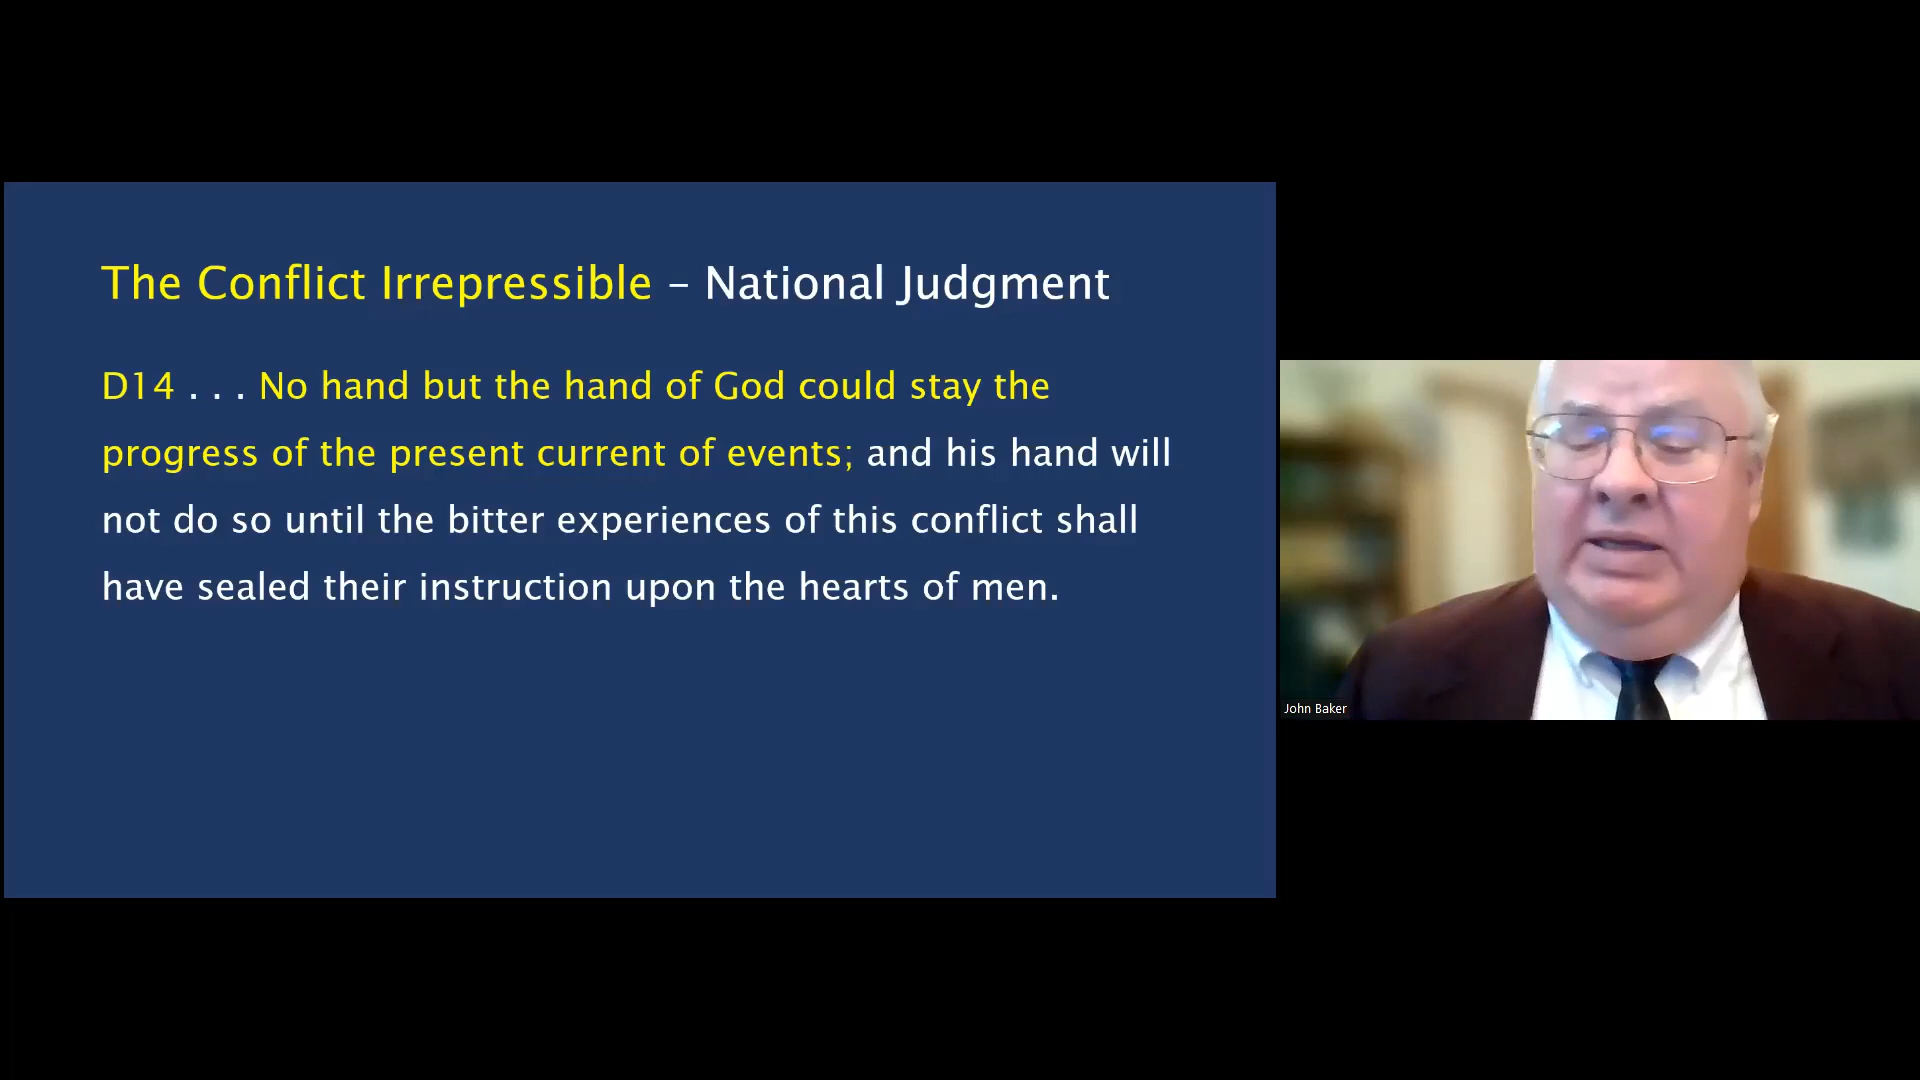 The Conflict Irrepressible – National Judgment
D14 . . . No hand but the hand of God could stay the
progress of the present current of events; and his hand will
not do so until the bitter experiences of this conflict shall
have sealed their instruction upon the hearts of men.
John Baker